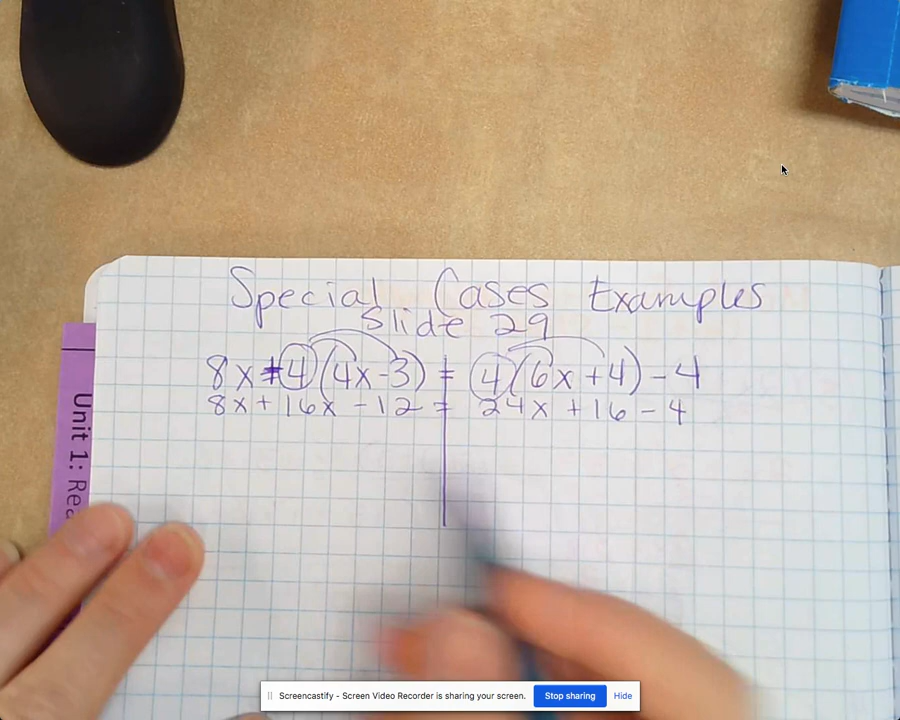 Special Cases Examples
Slide 29
8x + 4(4x - 3) = 4(6x + 4) - 4
8x + 16x - 12 = 24x + 16 - 4
Unit 1: Rea
Screencastify - Screen Video Recorder is sharing your screen. Stop sharing Hide